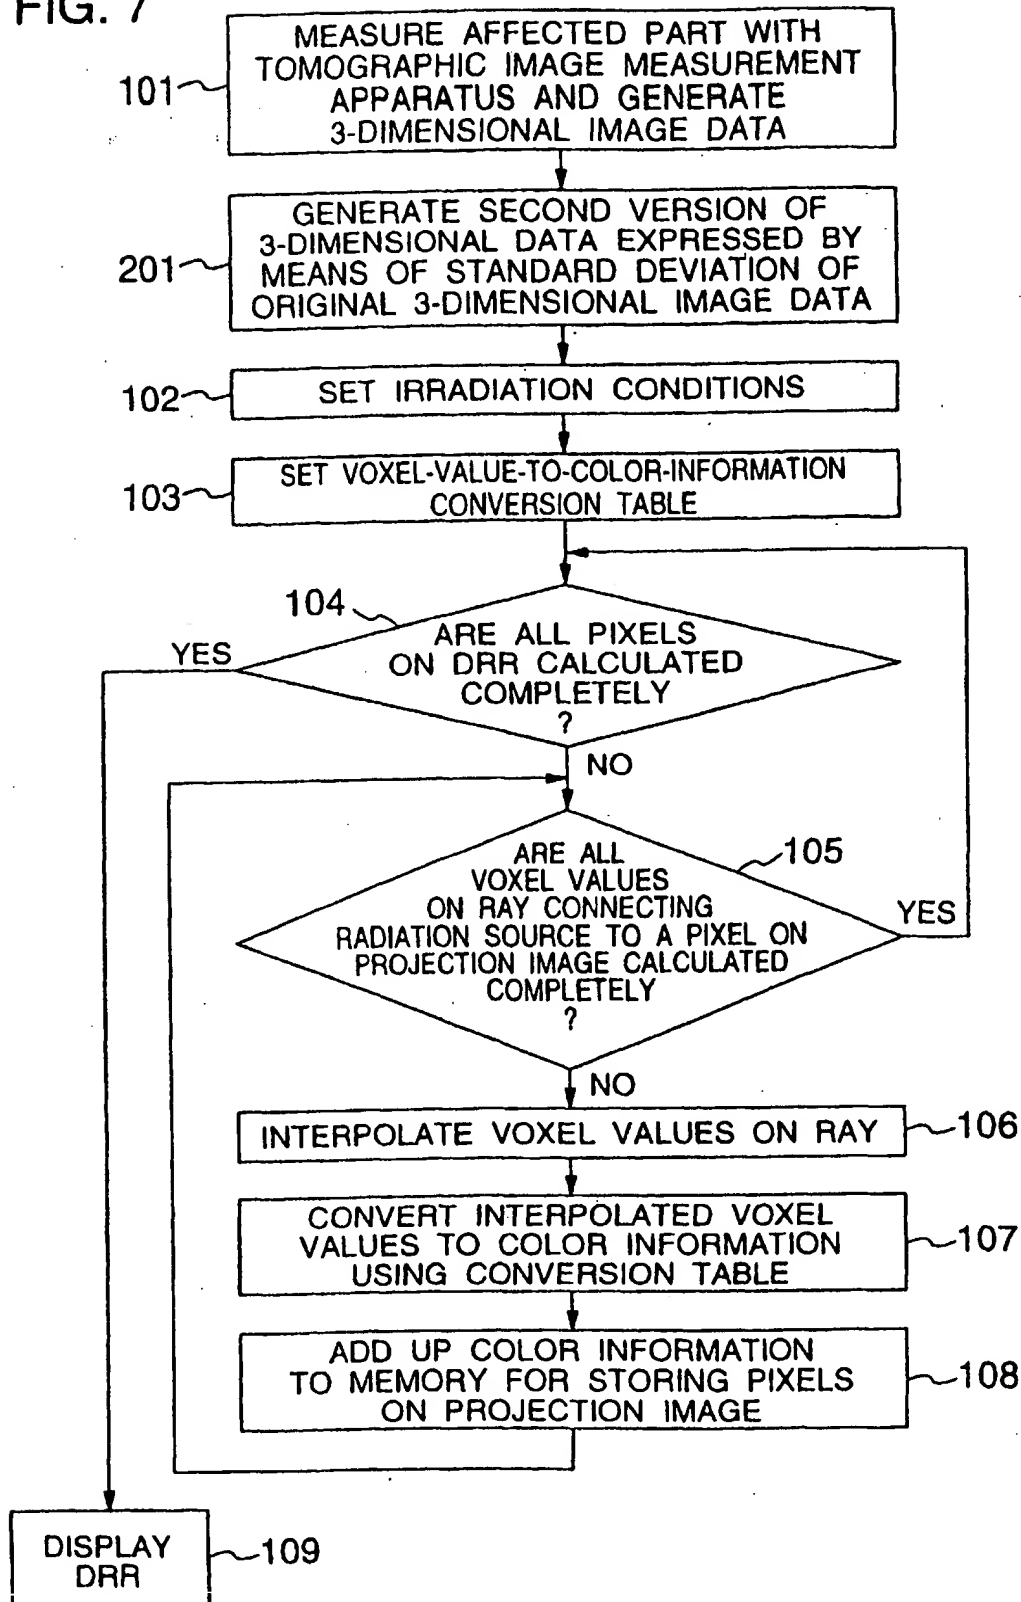 FIG. 7
MEASURE AFFECTED PART WITH
TOMOGRAPHIC IMAGE MEASUREMENT
APPARATUS AND GENERATE
3-DIMENSIONAL IMAGE DATA
101
GENERATE SECOND VERSION OF
3-DIMENSIONAL DATA EXPRESSED BY
MEANS OF STANDARD DEVIATION OF
ORIGINAL 3-DIMENSIONAL IMAGE DATA
201
SET IRRADIATION CONDITIONS
102
SET VOXEL-VALUE-TO-COLOR-INFORMATION
CONVERSION TABLE
103
104
ARE ALL PIXELS
ON DRR CALCULATED
COMPLETELY
?
YES
NO
ARE ALL
VOXEL VALUES
ON RAY CONNECTING
RADIATION SOURCE TO A PIXEL ON
PROJECTION IMAGE CALCULATED
COMPLETELY
?
105
YES
NO
INTERPOLATE VOXEL VALUES ON RAY
106
CONVERT INTERPOLATED VOXEL
VALUES TO COLOR INFORMATION
USING CONVERSION TABLE
107
ADD UP COLOR INFORMATION
TO MEMORY FOR STORING PIXELS
ON PROJECTION IMAGE
108
DISPLAY
DRR
109